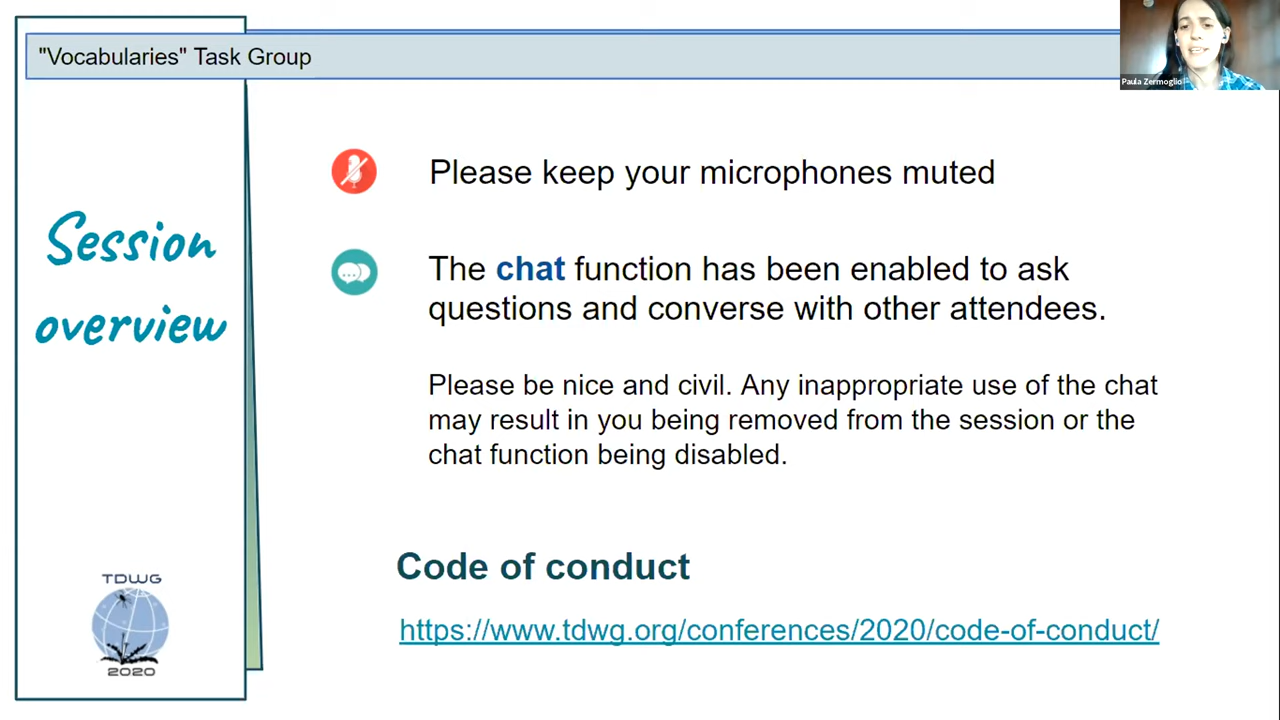 "Vocabularies" Task Group
Paula Zermoglio
Session
overview
Please keep your microphones muted
The chat function has been enabled to ask
questions and converse with other attendees.
Please be nice and civil. Any inappropriate use of the chat
may result in you being removed from the session or the
chat function being disabled.
Code of conduct
https://www.tdwg.org/conferences/2020/code-of-conduct/
TDWG
2020